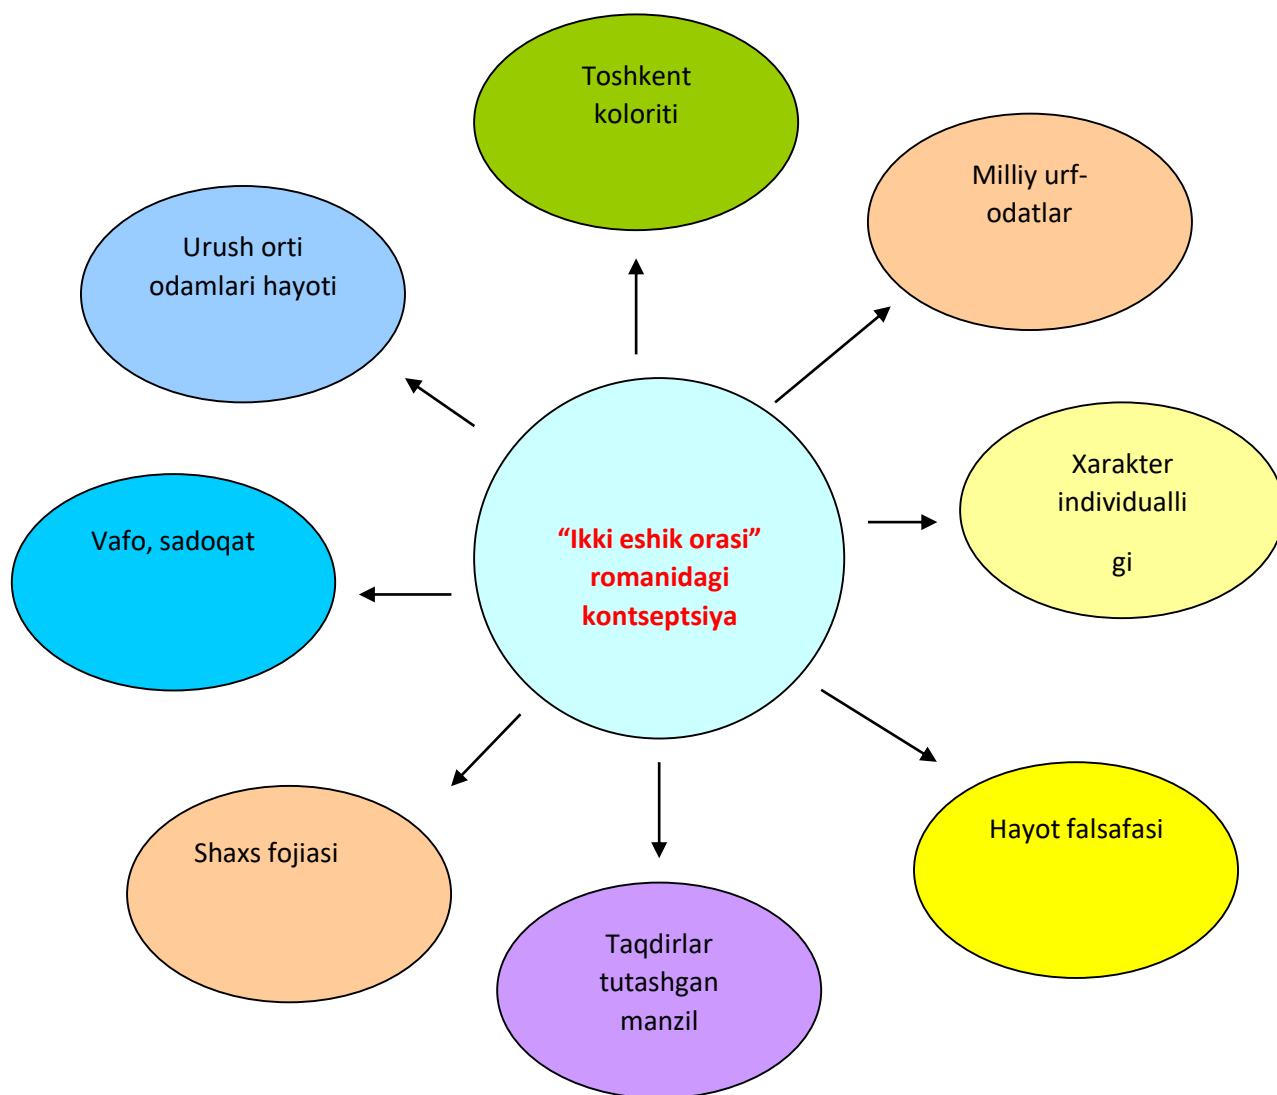 Toshkent
koloriti
Milliy urf-
odatlar
Urush orti
odamlari hayoti
Xarakter
individualli
gi
Vafo, sadoqat
“Ikki eshik orasi”
romanidagi
kontseptsiya
Hayot falsafasi
Shaxs fojiasi
Taqdirlar
tutashgan
manzil